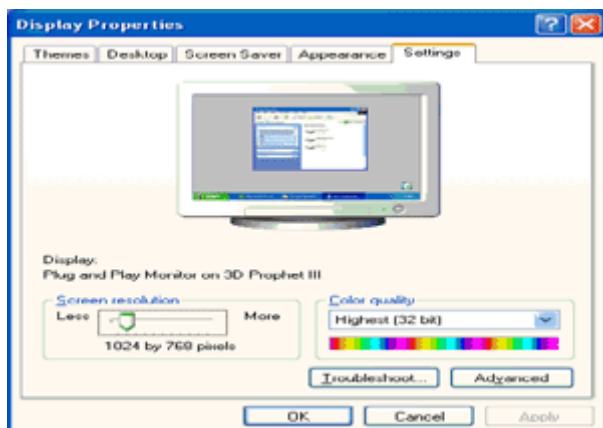 Display Properties
Themes Desktop Screen Saver Appearance Settings
Display:
Plug and Play Monitor on 3D Prophet III
Screen resolution
Less More
1024 by 768 pixels
Color quality
Highest (32 bit)
Troubleshoot... Advanced
OK Cancel Apply